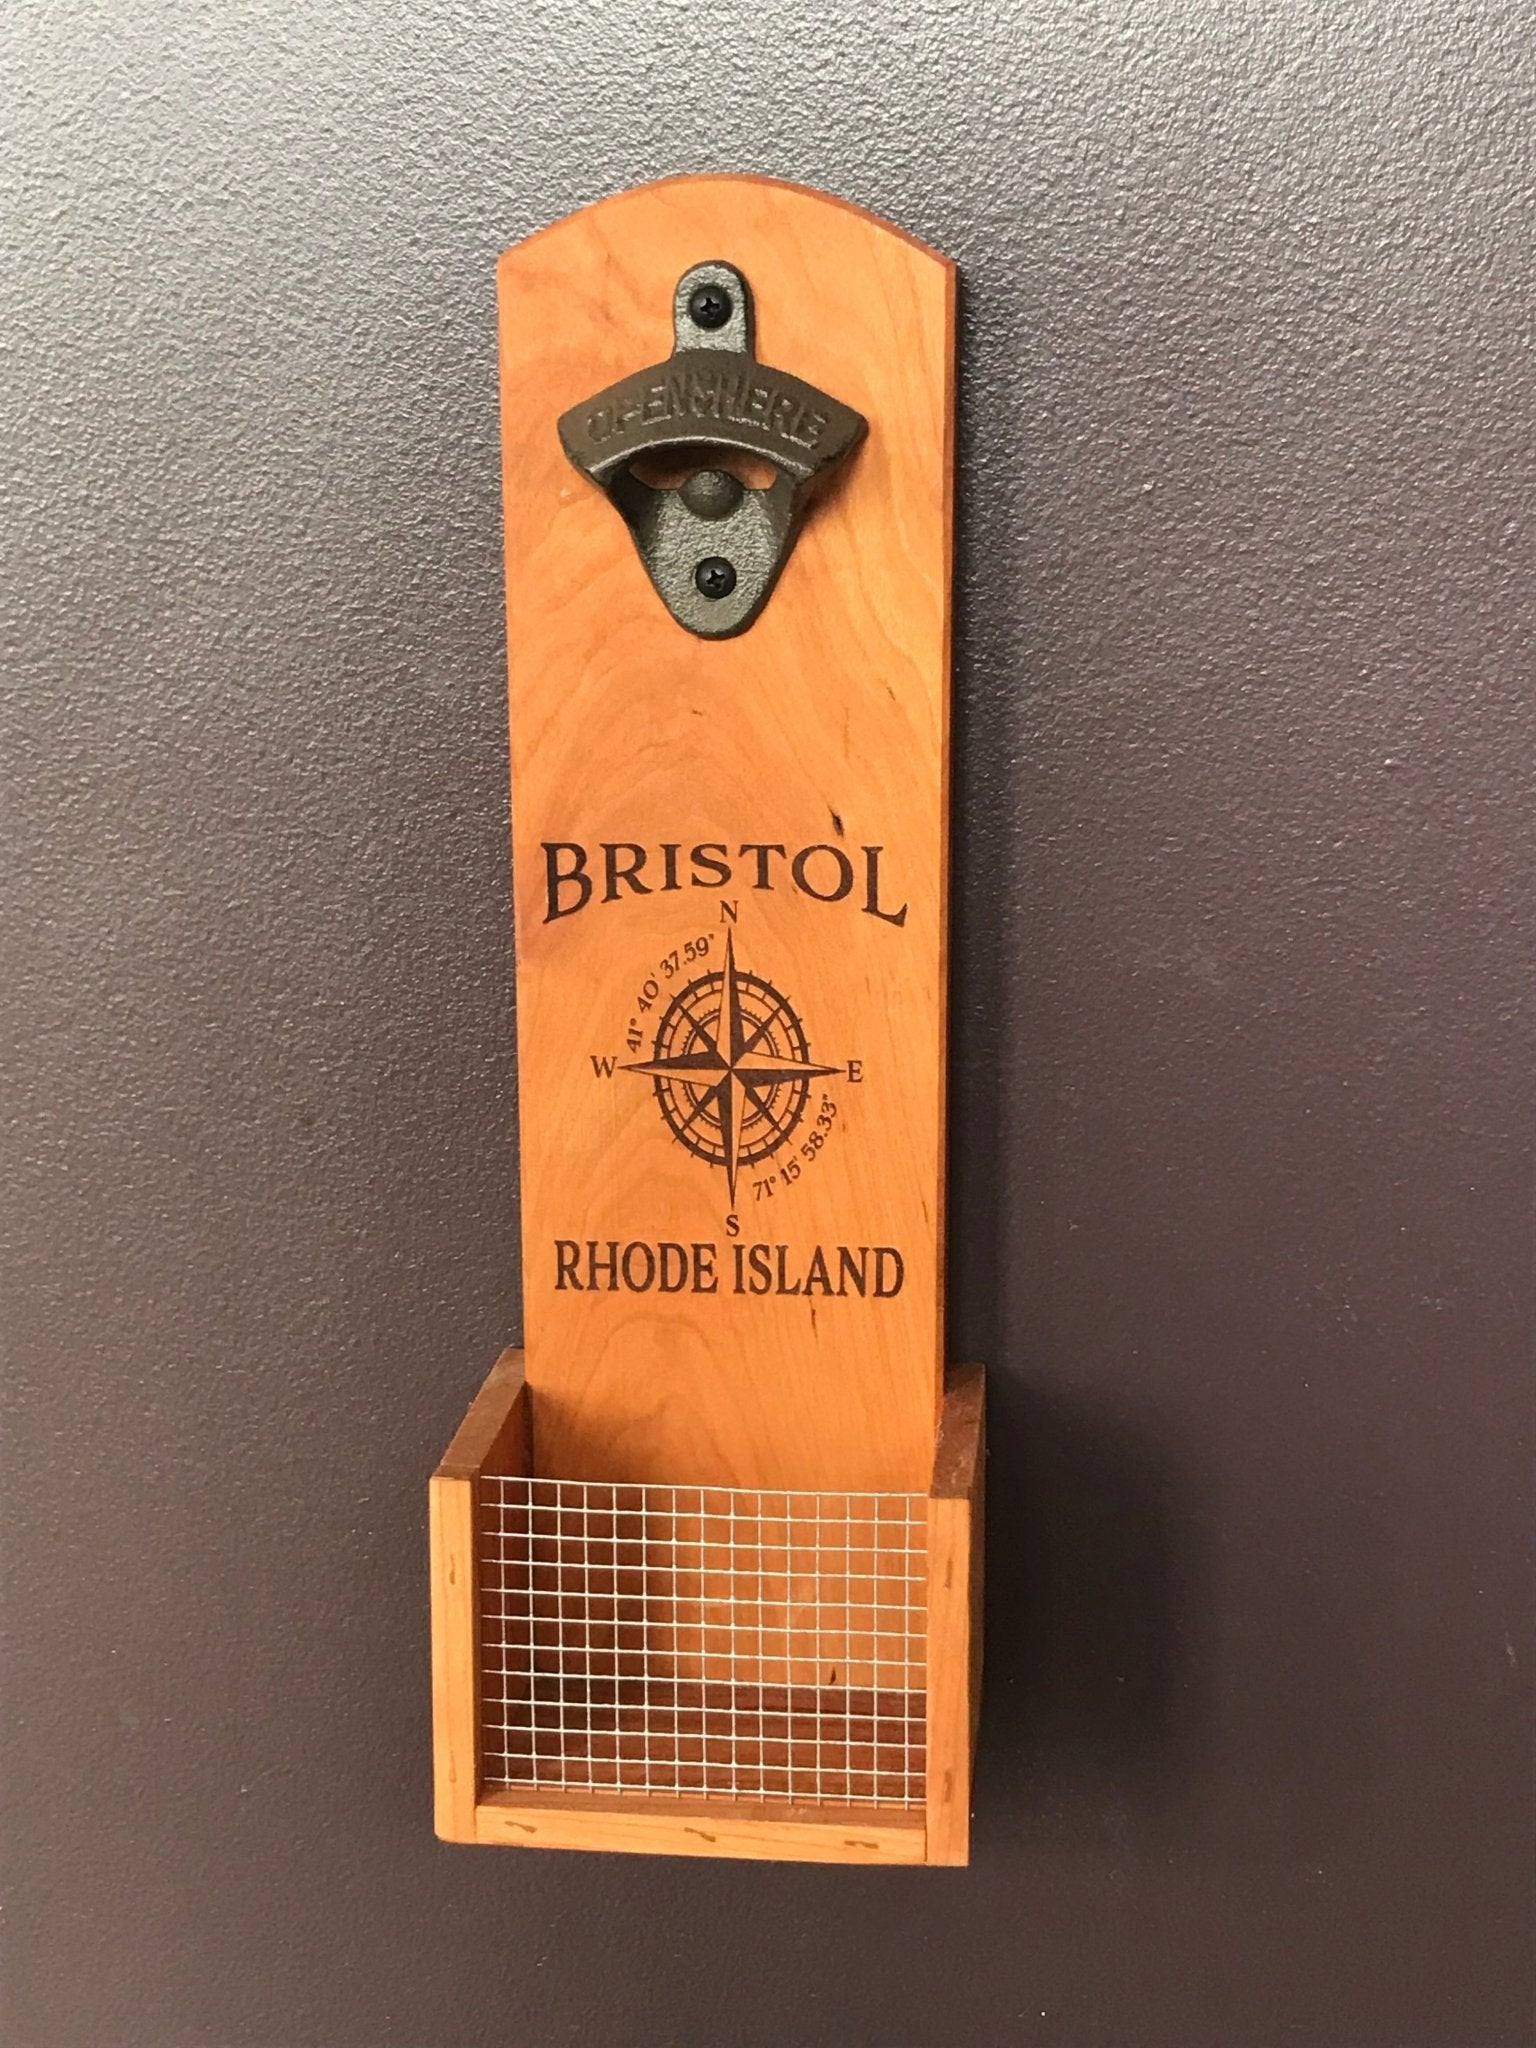 OPEN HERE
BRISTOL
N
41° 40' 37.59"
W
E
71° 15' 58.33"
S
RHODE ISLAND